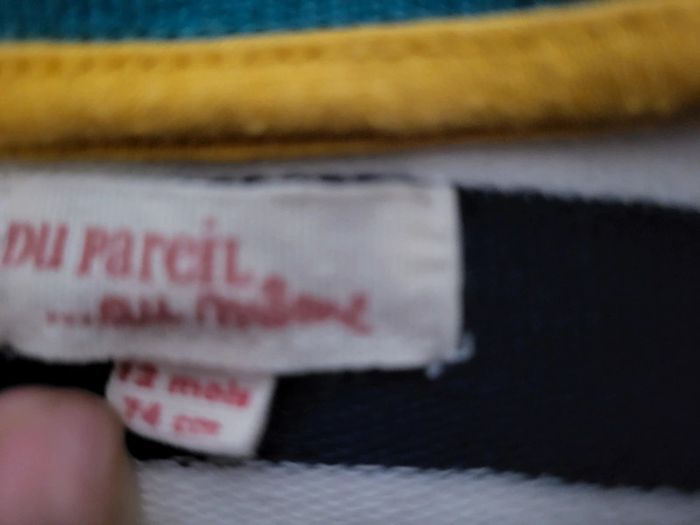 DU PAREIL
...au même
12 mois
74 cm